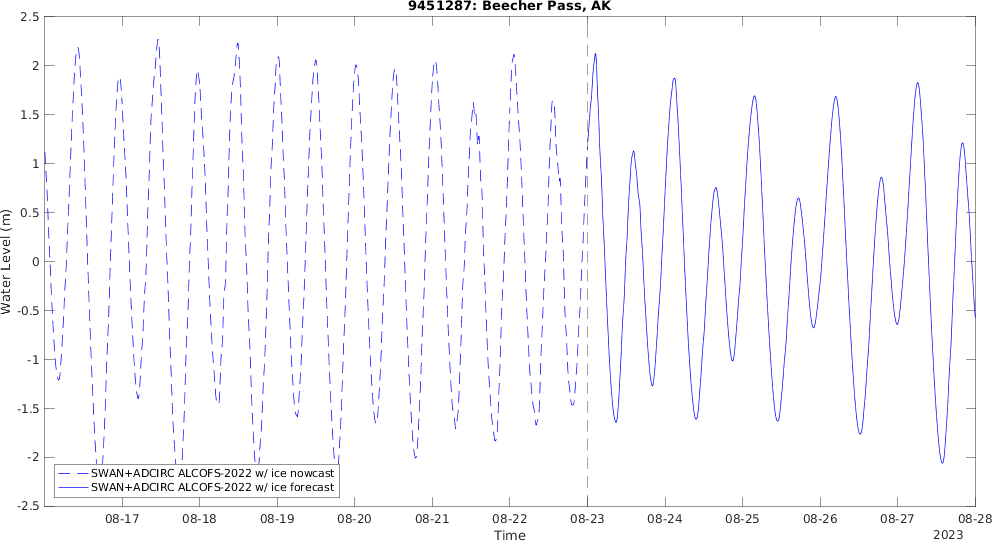 9451287: Beecher Pass, AK
2.5
2
1.5
1
0.5
0
-0.5
-1
-1.5
-2
-2.5
Water Level (m)
SWAN+ADCIRC ALCOFS-2022 w/ ice nowcast
SWAN+ADCIRC ALCOFS-2022 w/ ice forecast
08-17 08-18 08-19 08-20 08-21 08-22 08-23 08-24 08-25 08-26 08-27 08-28
Time
2023